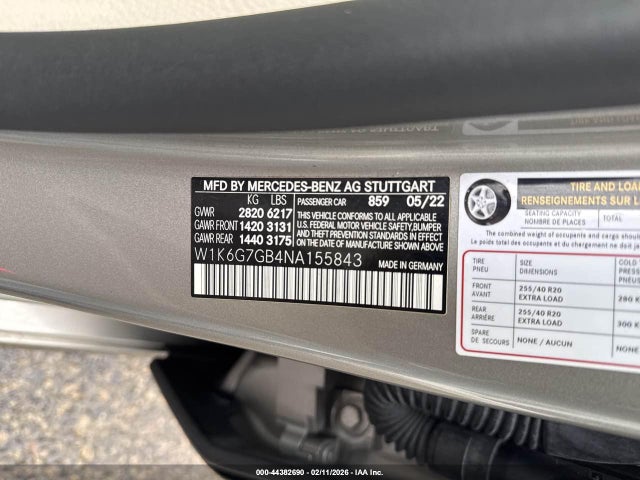 MFD BY MERCEDES-BENZ AG STUTTGART
KG LBS PASSENGER CAR 859 05/22
GVWR 2820 6217
GAWR FRONT 1420 3131
GAWR REAR 1440 3175
THIS VEHICLE CONFORMS TO ALL APPLICABLE
U.S. FEDERAL MOTOR VEHICLE SAFETY,BUMPER
AND THEFT PREVENTION STANDARDS IN EFFECT
ON THE DATE OF MANUFACTURE SHOWN ABOVE.
W1K6G7GB4NA155843 MADE IN GERMANY
TIRE AND LOA
RENSEIGNEMENTS SUR L
SEATING CAPACITY TOTAL
NOMBRE DE PLACES
The combined weight of occupants and cargo
Le poids total des occupants et du chargement ne doit
TIRE SIZE COLD
PNEU DIMENSIONS
FRONT 255/40 R20 280 K
AVANT EXTRA LOAD
REAR 255/40 R20 300 K
ARRIÈRE EXTRA LOAD
SPARE NONE / AUCUN NONE
DE SECOURS
000-44382690 - 02/11/2026 - IAA Inc.